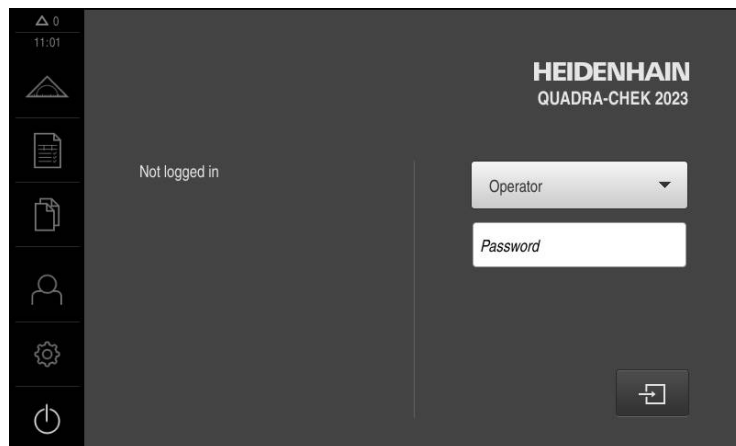 0
11:01
HEIDENHAIN
QUADRA-CHEK 2023
Not logged in
Operator
Password